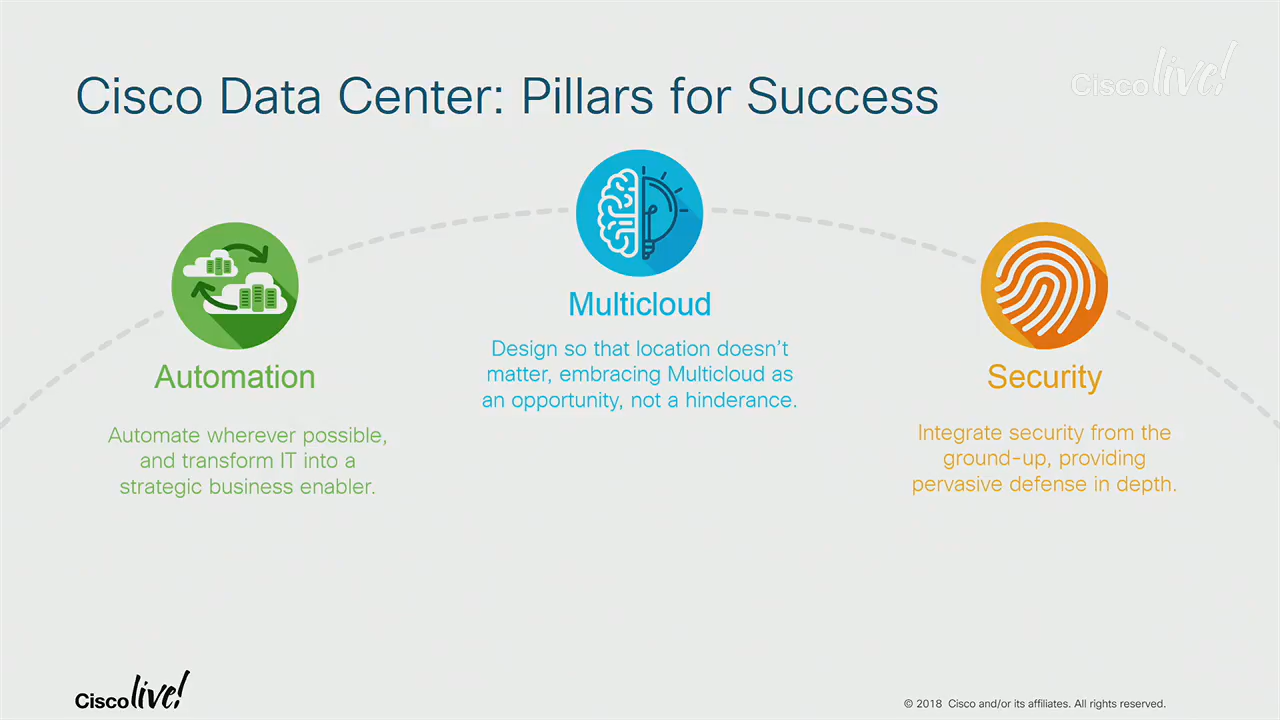 Cisco live!
Cisco Data Center: Pillars for Success
Multicloud
Design so that location doesn't
matter, embracing Multicloud as
an opportunity, not a hinderance.
Automation
Automate wherever possible,
and transform IT into a
strategic business enabler.
Security
Integrate security from the
ground-up, providing
pervasive defense in depth.
Cisco live!
© 2018 Cisco and/or its affiliates. All rights reserved.